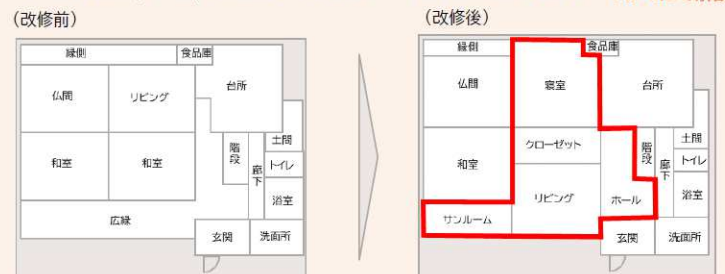 （改修前）
縁側
食品庫
仏間
リビング
台所
和室
和室
階段
廊下
土間
トイレ
浴室
広縁
玄関
洗面所
（改修後）
縁側
食品庫
仏間
寝室
台所
クローゼット
和室
階段
廊下
土間
トイレ
リビング
ホール
浴室
サンルーム
玄関
洗面所